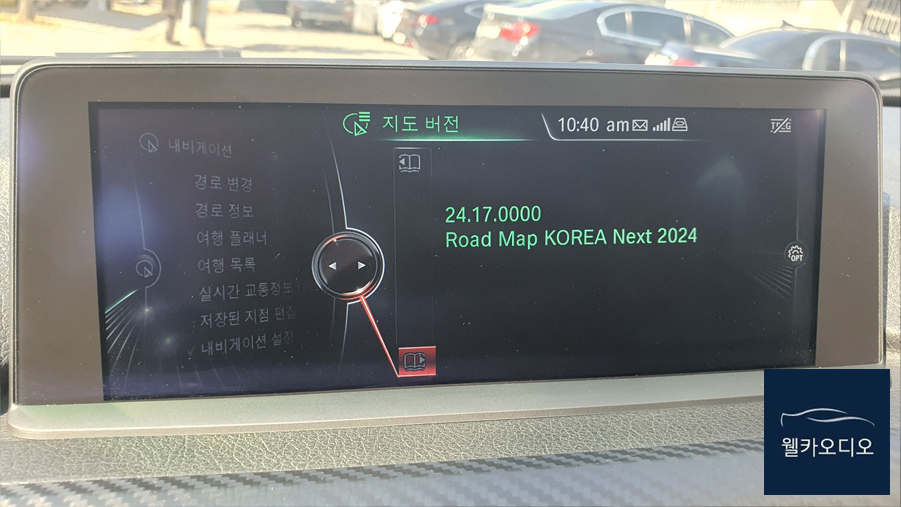 지도 버전
10:40 am
내비게이션
경로 변경
경로 정보
여행 플래너
여행 목록
실시간 교통정보
저장된 지점 편집
내비게이션 설정
24.17.0000
Road Map KOREA Next 2024
OPT
웰카오디오